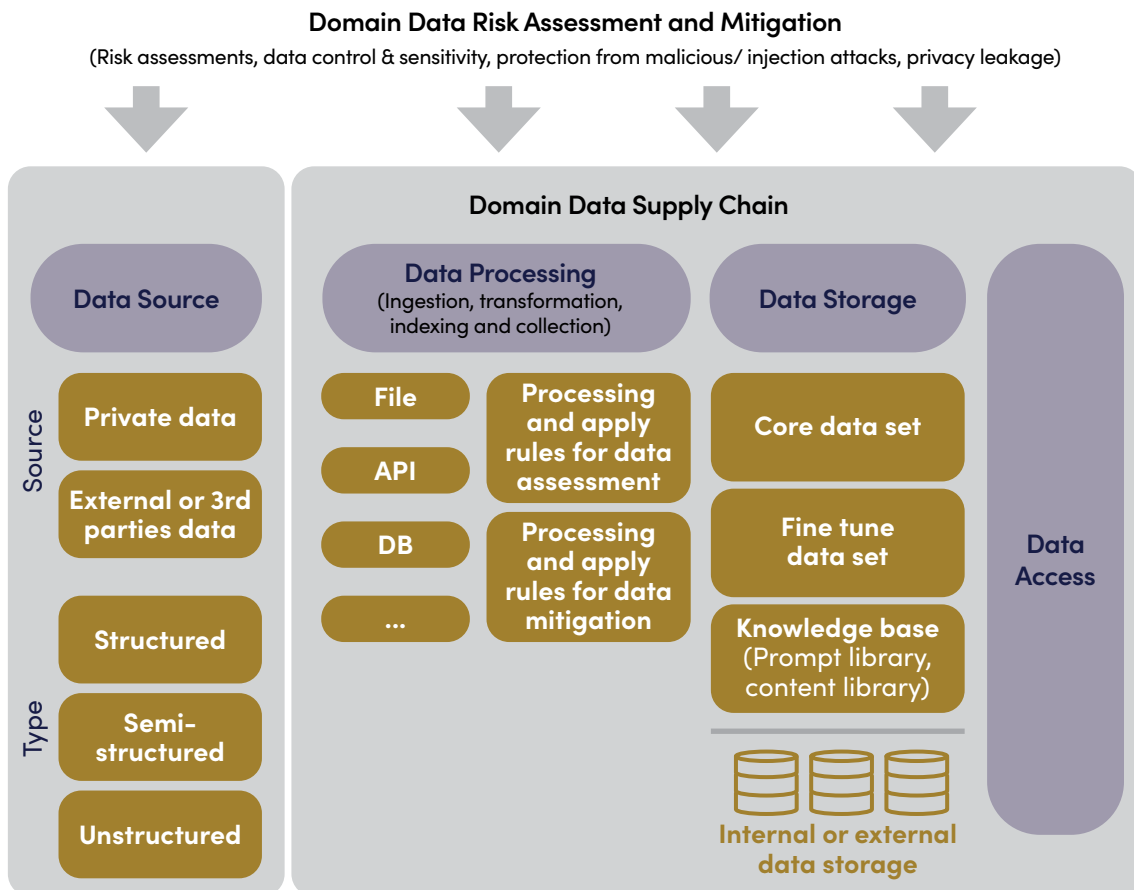 Domain Data Risk Assessment and Mitigation
(Risk assessments, data control & sensitivity, protection from malicious/ injection attacks, privacy leakage)
Data Source
Source
Private data
External or 3rd
parties data
Type
Structured
Semi-
structured
Unstructured
Domain Data Supply Chain
Data Processing
(Ingestion, transformation,
indexing and collection)
File
API
DB
...
Processing
and apply
rules for data
assessment
Processing
and apply
rules for data
mitigation
Data Storage
Core data set
Fine tune
data set
Knowledge base
(Prompt library,
content library)
Internal or external
data storage
Data
Access